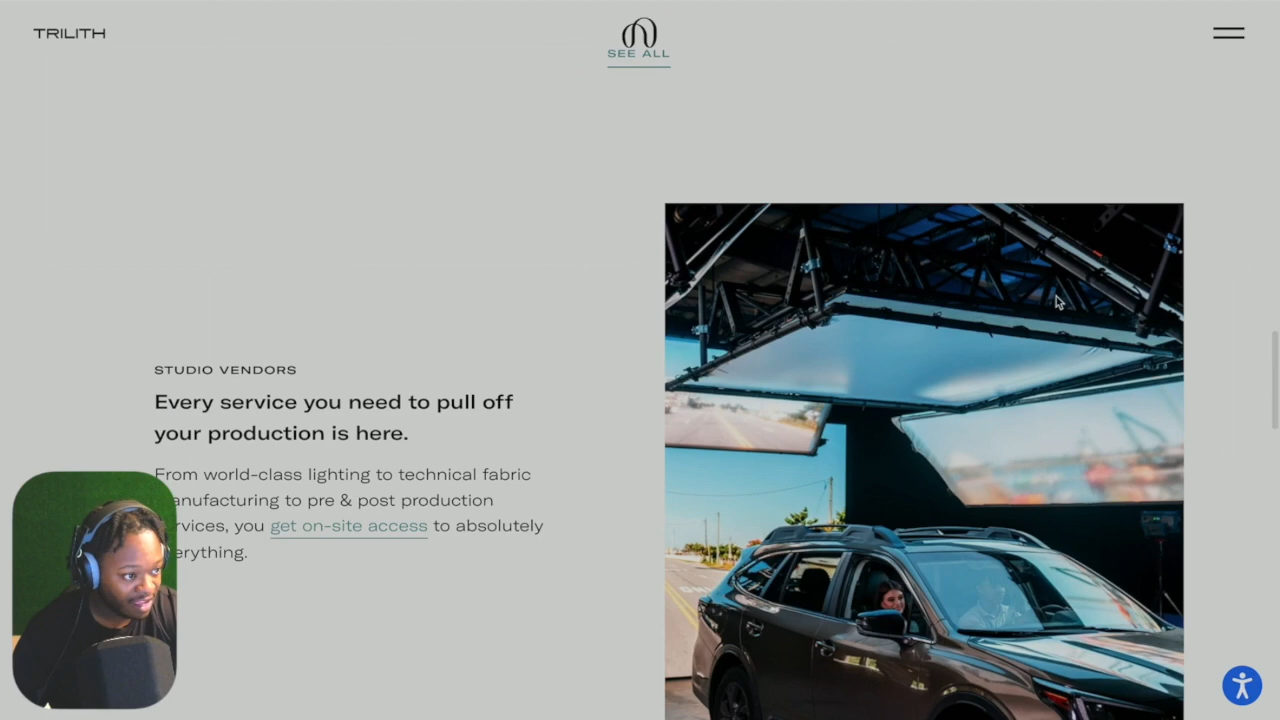 TRILITH
SEE ALL
STUDIO VENDORS
Every service you need to pull off
your production is here.
From world-class lighting to technical fabric
anufacturing to pre & post production
rvices, you get on-site access to absolutely
erything.